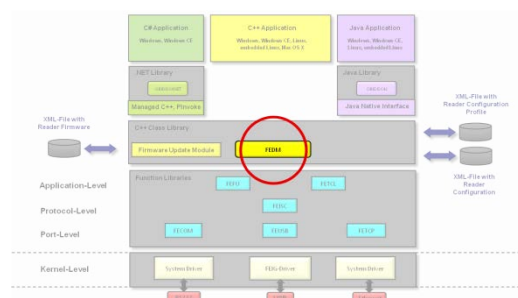 C# Application
Windows, Windows CE
C++ Application
Windows, Windows CE, Linux,
embedded Linux, Mac OS X
Java Application
Windows, Windows CE,
Linux, embedded Linux
.NET Library
Managed C++, PInvoke
Java Library
Java Native Interface
XML-File with
Reader Firmware
C++ Class Library
Firmware Update Module
FEDM
XML-File with
Reader Configuration
Profile
XML-File with
Reader
Configuration
Application-Level
Function Libraries
FETCL
Protocol-Level
FEISC
Port-Level
FECOM
FEUSB
FETCP
Kernel-Level
System Driver
System Driver